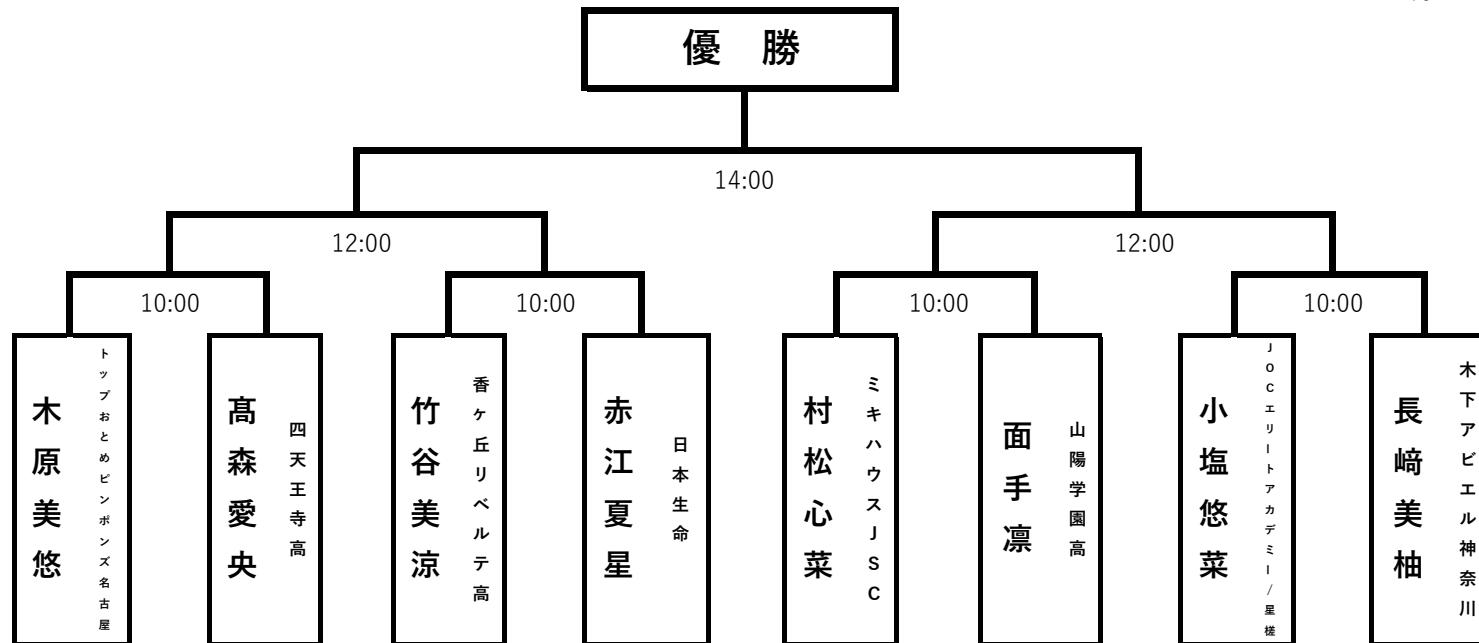 優　勝
14:00
12:00
12:00
10:00
10:00
10:00
10:00
木原美悠
トップおとめピンポンズ名古屋
髙森愛央
四天王寺高
竹谷美涼
香ケ丘リベルテ高
赤江夏星
日本生命
村松心菜
ミキハウスJSC
面手凛
山陽学園高
小塩悠菜
JOCエリートアカデミー/星槎
長﨑美柚
木下アビエル神奈川